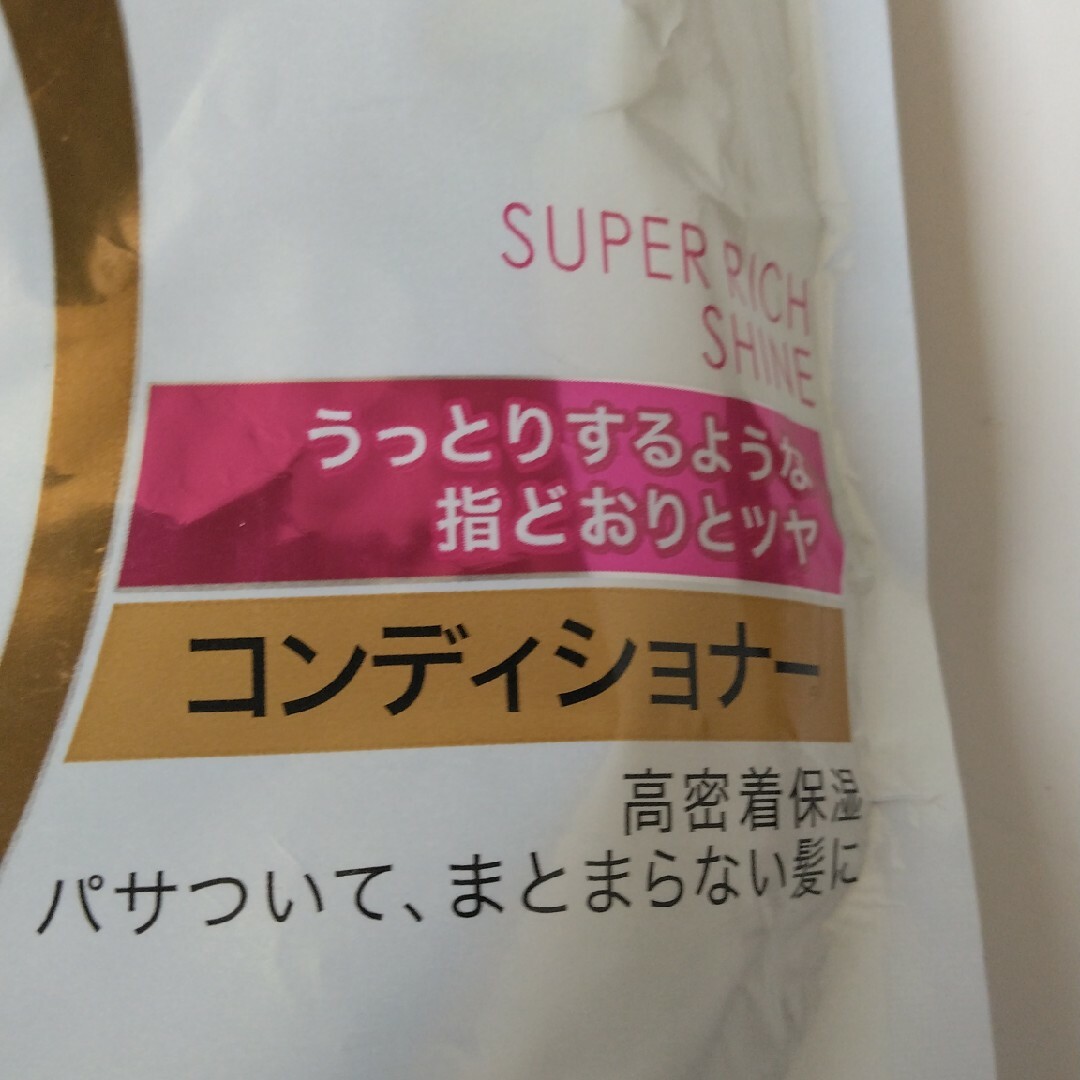 SUPER RICH
SHINE
うっとりするような
指どおりとツヤ
コンディショナー
高密着保湿
パサついて、まとまらない髪に